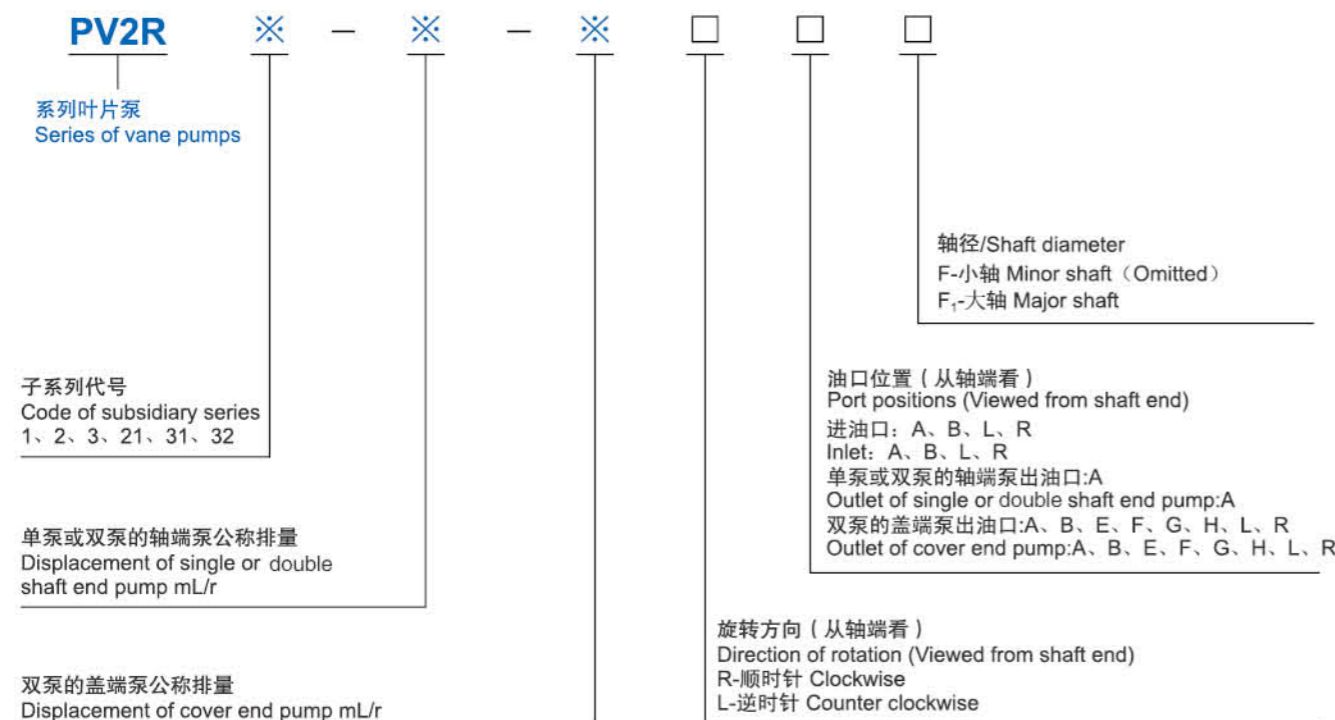 PV2R ※ – ※ – ※ □ □ □
系列叶片泵
Series of vane pumps
轴径/Shaft diameter
F-小轴 Minor shaft（Omitted）
F₁-大轴 Major shaft
子系列代号
Code of subsidiary series
1、2、3、21、31、32
油口位置（从轴端看）
Port positions (Viewed from shaft end)
进油口：A、B、L、R
Inlet：A、B、L、R
单泵或双泵的轴端泵出油口:A
Outlet of single or double shaft end pump:A
双泵的盖端泵出油口:A、B、E、F、G、H、L、R
Outlet of cover end pump:A、B、E、F、G、H、L、R
单泵或双泵的轴端泵公称排量
Displacement of single or double
shaft end pump mL/r
旋转方向（从轴端看）
Direction of rotation (Viewed from shaft end)
R-顺时针 Clockwise
L-逆时针 Counter clockwise
双泵的盖端泵公称排量
Displacement of cover end pump mL/r